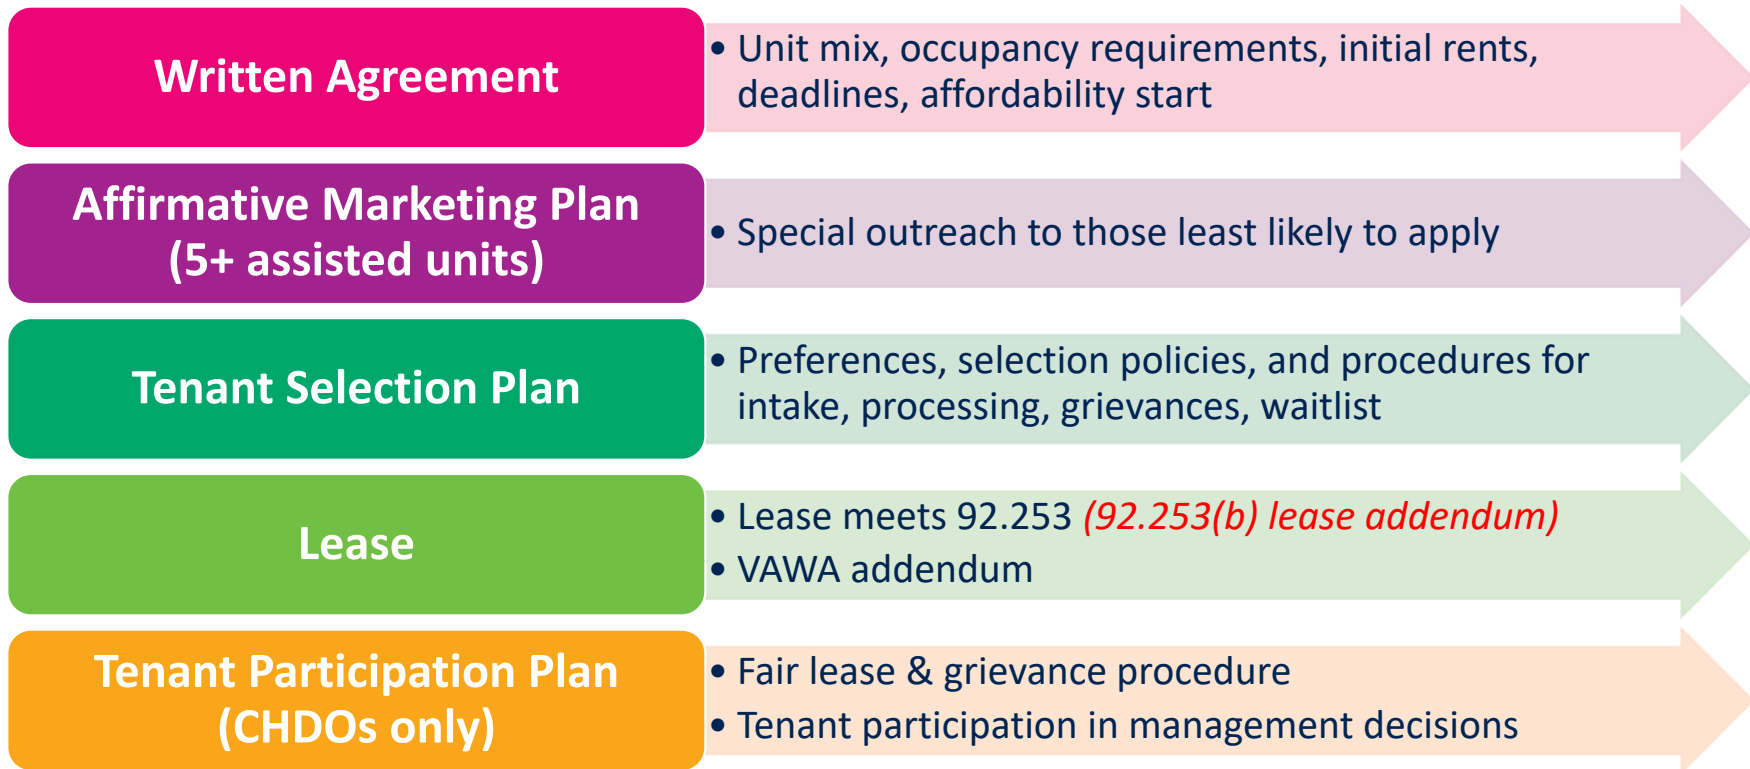 Written Agreement
• Unit mix, occupancy requirements, initial rents,
deadlines, affordability start
Affirmative Marketing Plan
(5+ assisted units)
• Special outreach to those least likely to apply
Tenant Selection Plan
• Preferences, selection policies, and procedures for
intake, processing, grievances, waitlist
Lease
• Lease meets 92.253 (92.253(b) lease addendum)
• VAWA addendum
Tenant Participation Plan
(CHDOs only)
• Fair lease & grievance procedure
• Tenant participation in management decisions